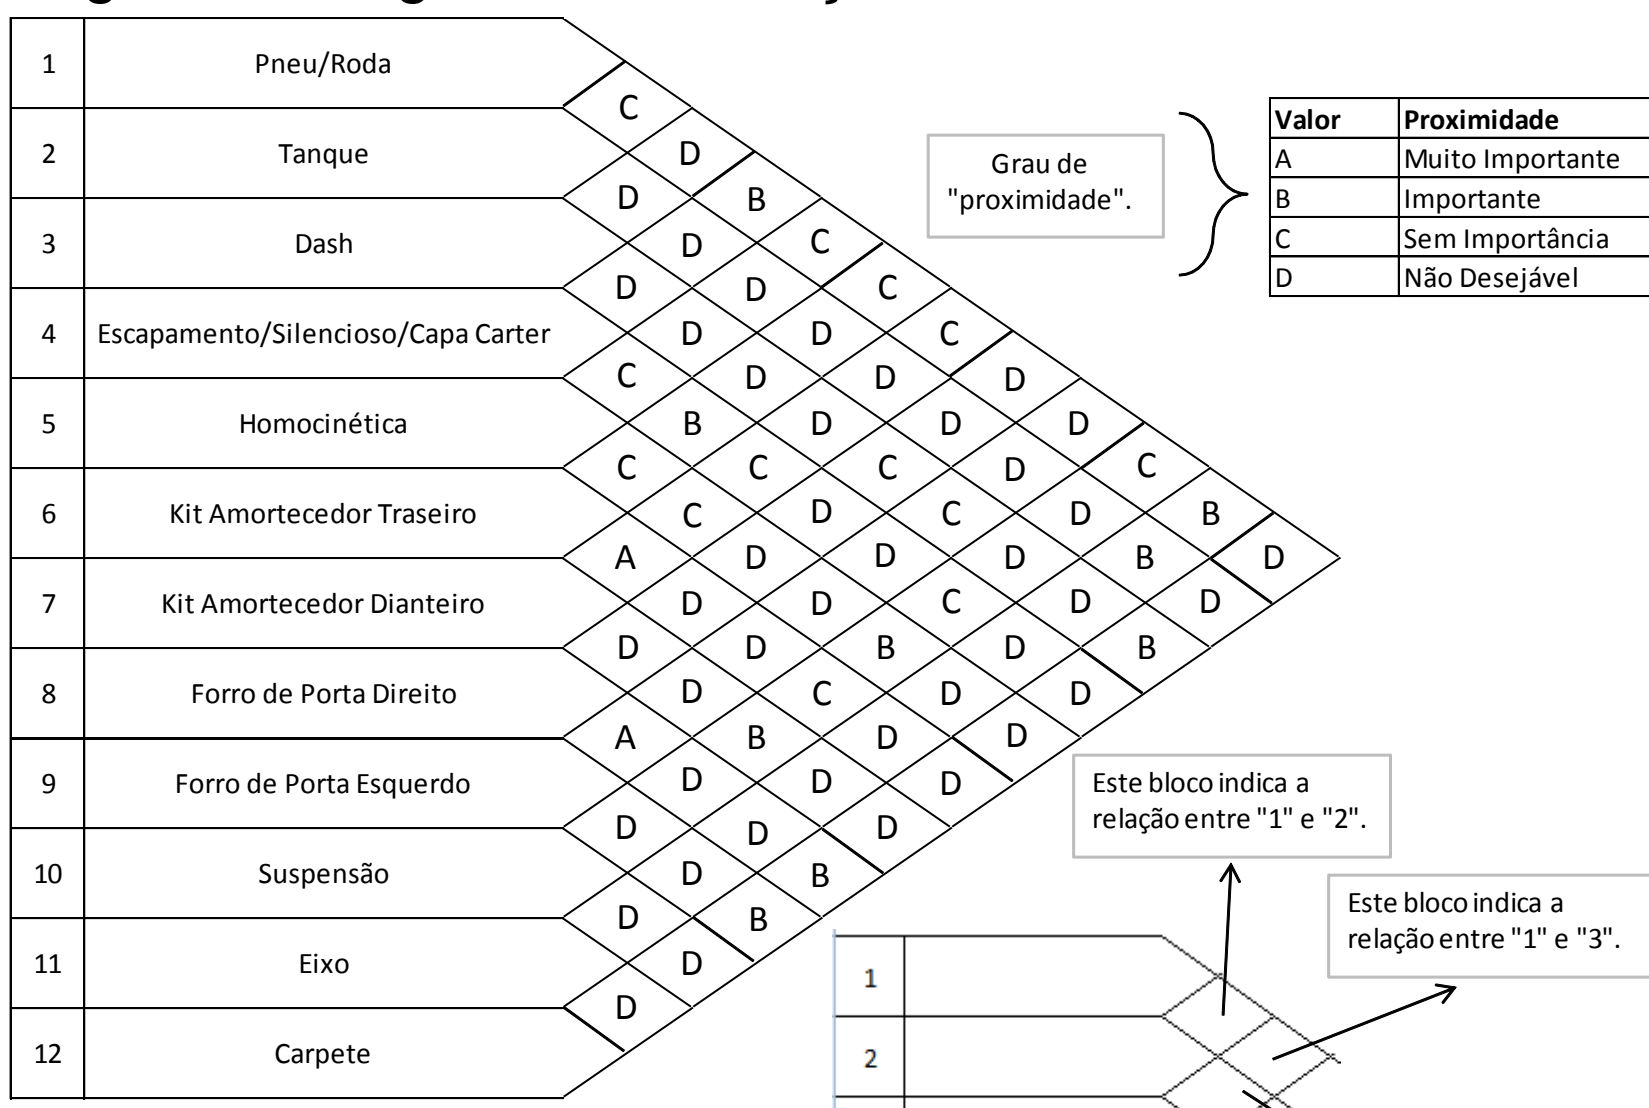 1 Pneu/Roda
C
2 Tanque D
D B
3 Dash D C
D D C
4 Escapamento/Silencioso/Capa Carter D D C
C D D D
5 Homocinética B D D D
C C C D C
6 Kit Amortecedor Traseiro C D C D B
A D D D B D
7 Kit Amortecedor Dianteiro D D C D D
D D B D B
8 Forro de Porta Direito D C D D
A B D D
9 Forro de Porta Esquerdo D D D
D D D
10 Suspensão D B
D B
11 Eixo D
D
12 Carpete
Grau de
"proximidade".
Valor Proximidade
A Muito Importante
B Importante
C Sem Importância
D Não Desejável
Este bloco indica a
relação entre "1" e "2".
Este bloco indica a
relação entre "1" e "3".
1
2